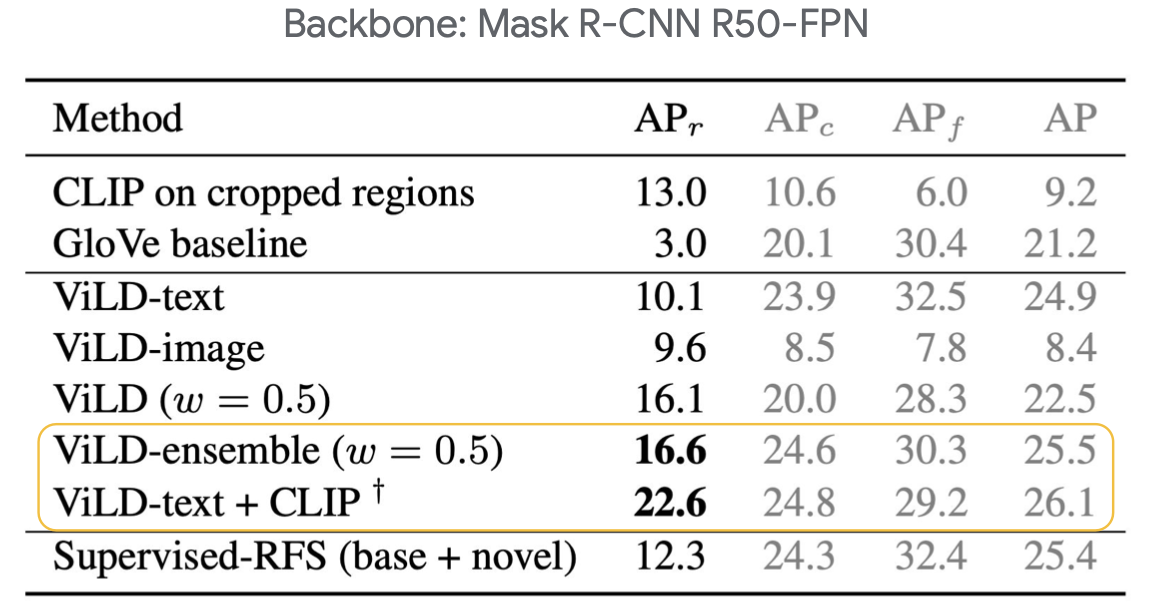 Backbone: Mask R-CNN R50-FPN
Method APr APc APf AP
CLIP on cropped regions 13.0 10.6 6.0 9.2
GloVe baseline 3.0 20.1 30.4 21.2
ViLD-text 10.1 23.9 32.5 24.9
ViLD-image 9.6 8.5 7.8 8.4
ViLD (w = 0.5) 16.1 20.0 28.3 22.5
ViLD-ensemble (w = 0.5) 16.6 24.6 30.3 25.5
ViLD-text + CLIP † 22.6 24.8 29.2 26.1
Supervised-RFS (base + novel) 12.3 24.3 32.4 25.4